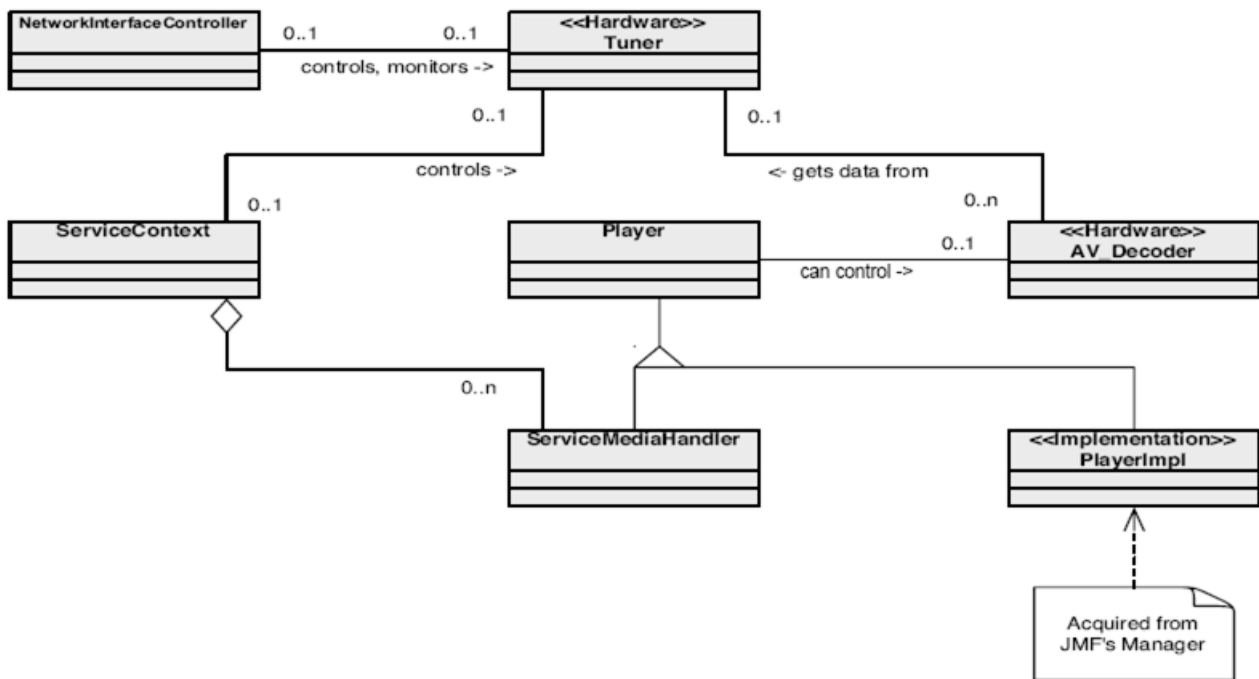 NetworkInterfaceController
0..1
0..1
controls, monitors ->
<<Hardware>>
Tuner
0..1
0..1
controls ->
<- gets data from
0..1
0..n
ServiceContext
Player
0..1
can control ->
<<Hardware>>
AV_Decoder
0..n
ServiceMediaHandler
<<Implementation>>
PlayerImpl
Acquired from
JMF's Manager